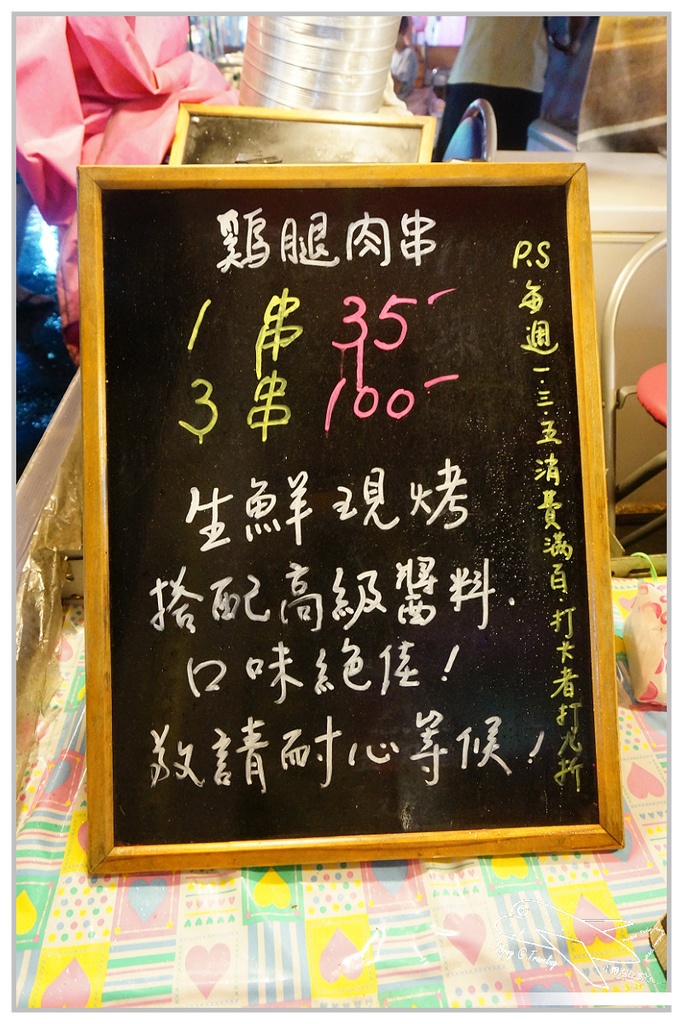 鷄腿肉串
1串 35-
3串 100-
生鮮現烤
搭配高級醬料.
口味絕佳!
敬請耐心等候!
P.S 每週一.三.五消費滿百.打卡者打九折